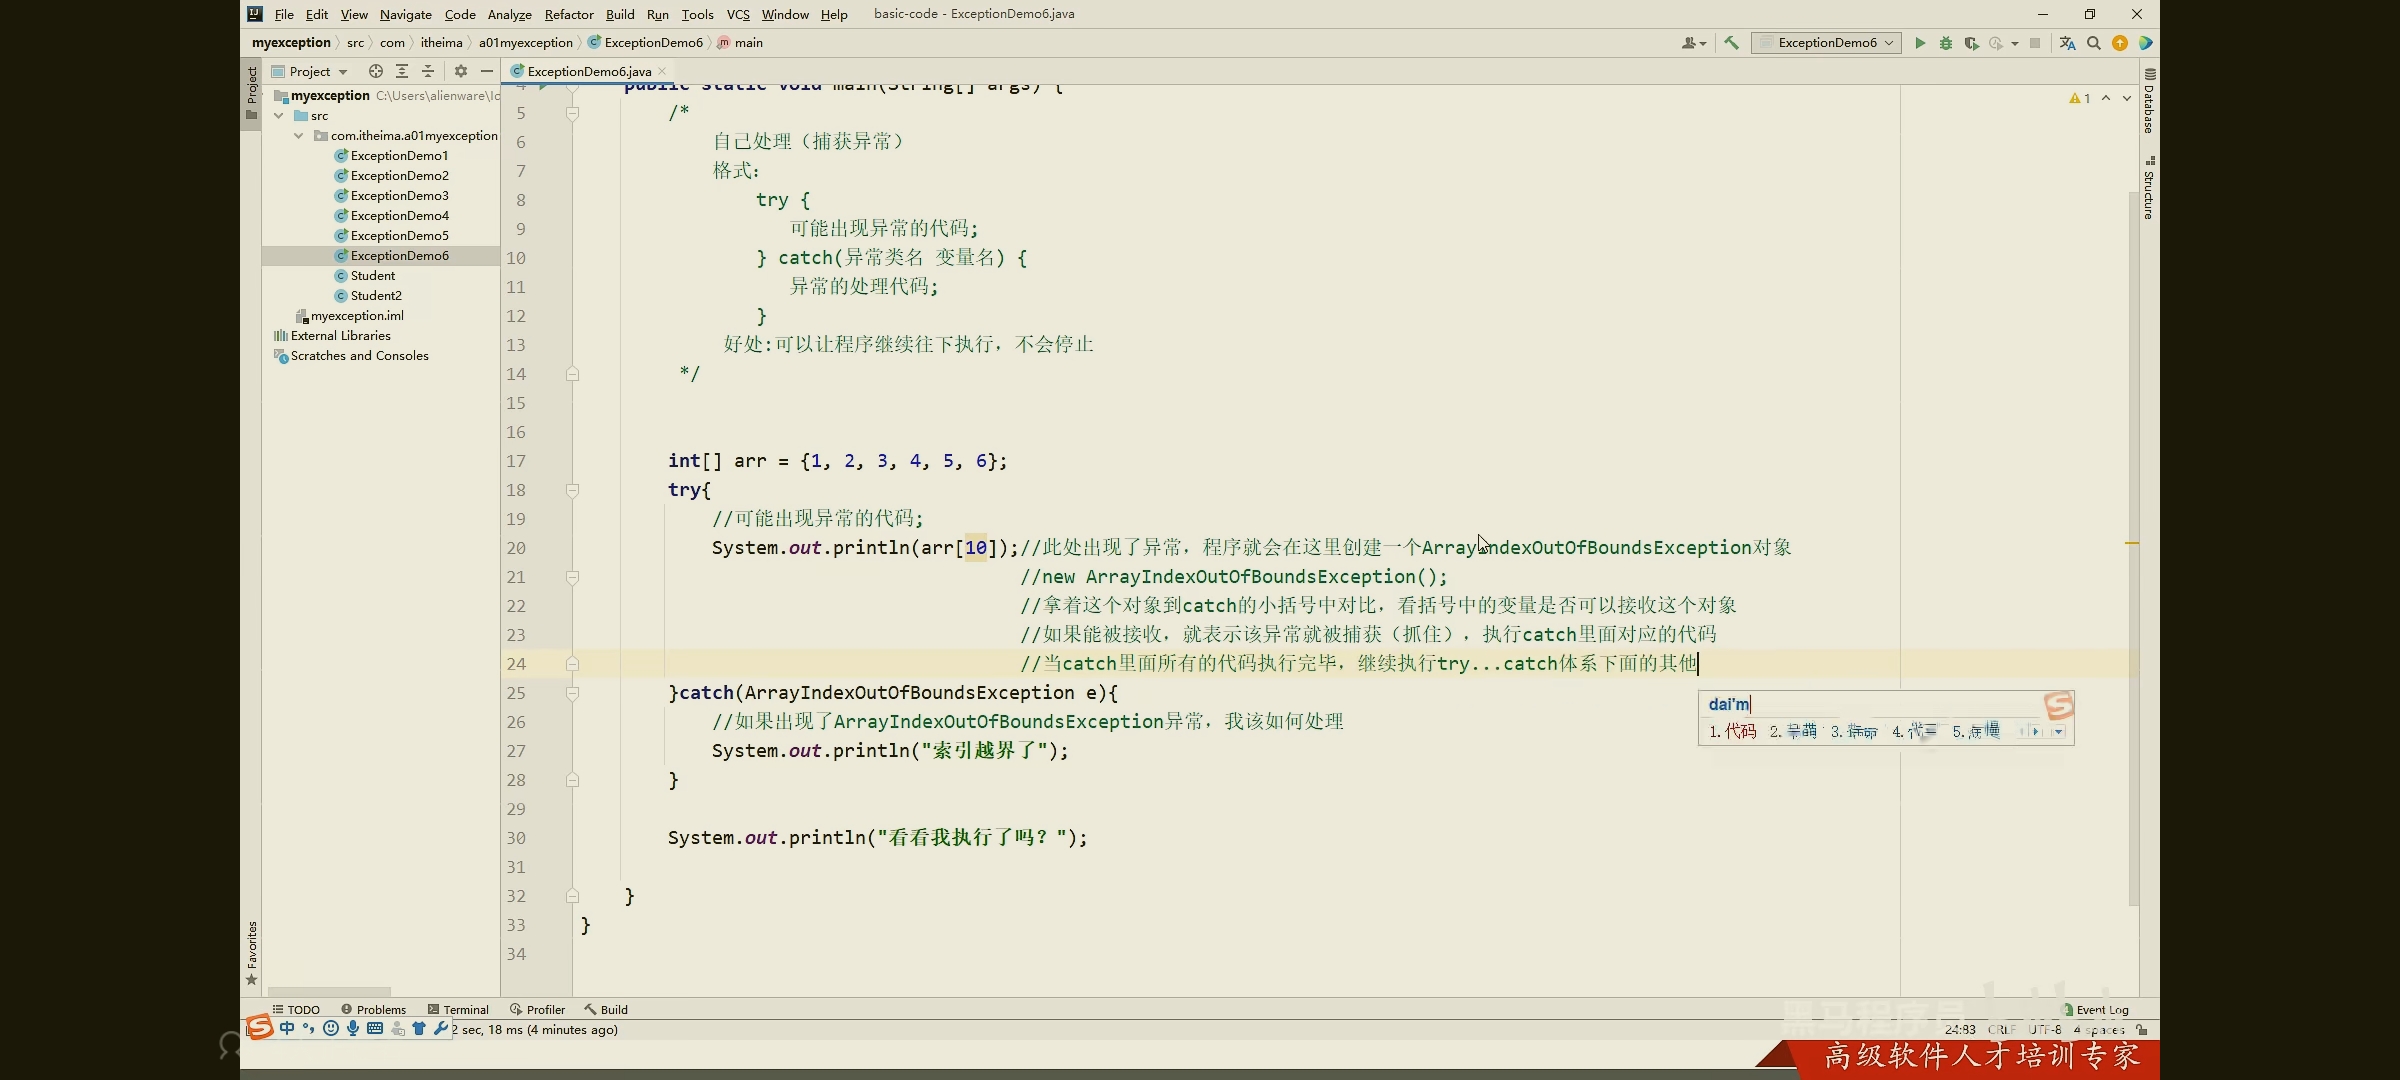 File Edit View Navigate Code Analyze Refactor Build Run Tools VCS Window Help basic-code - ExceptionDemo6.java
myexception src com itheima a01myexception ExceptionDemo6 main
ExceptionDemo6
Project
ExceptionDemo6.java
Project
myexception C:\Users\alienware\Ic
src
com.itheima.a01myexception
ExceptionDemo1
ExceptionDemo2
ExceptionDemo3
ExceptionDemo4
ExceptionDemo5
ExceptionDemo6
Student
Student2
myexception.iml
External Libraries
Scratches and Consoles
Favorites
4 public static void main(String[] args) {
5 /*
6 自己处理（捕获异常）
7 格式:
8 try {
9 可能出现异常的代码;
10 } catch(异常类名 变量名) {
11 异常的处理代码;
12 }
13 好处:可以让程序继续往下执行，不会停止
14 */
15
16
17 int[] arr = {1, 2, 3, 4, 5, 6};
18 try{
19 //可能出现异常的代码;
20 System.out.println(arr[10]);//此处出现了异常，程序就会在这里创建一个ArrayIndexOutOfBoundsException对象
21 //new ArrayIndexOutOfBoundsException();
22 //拿着这个对象到catch的小括号中对比，看括号中的变量是否可以接收这个对象
23 //如果能被接收，就表示该异常就被捕获（抓住），执行catch里面对应的代码
24 //当catch里面所有的代码执行完毕，继续执行try...catch体系下面的其他
25 }catch(ArrayIndexOutOfBoundsException e){
26 //如果出现了ArrayIndexOutOfBoundsException异常，我该如何处理
27 System.out.println("索引越界了");
28 }
29
30 System.out.println("看看我执行了吗？");
31
32 }
33 }
34
dai'm
1.代码 2. 3. 4. 5.
1
Database
Structure
TODO Problems Terminal Profiler Build
Event Log
中
2 sec, 18 ms (4 minutes ago)
24:83 CRLF UTF-8 4 spaces
黑马程序员
高级软件人才培训专家